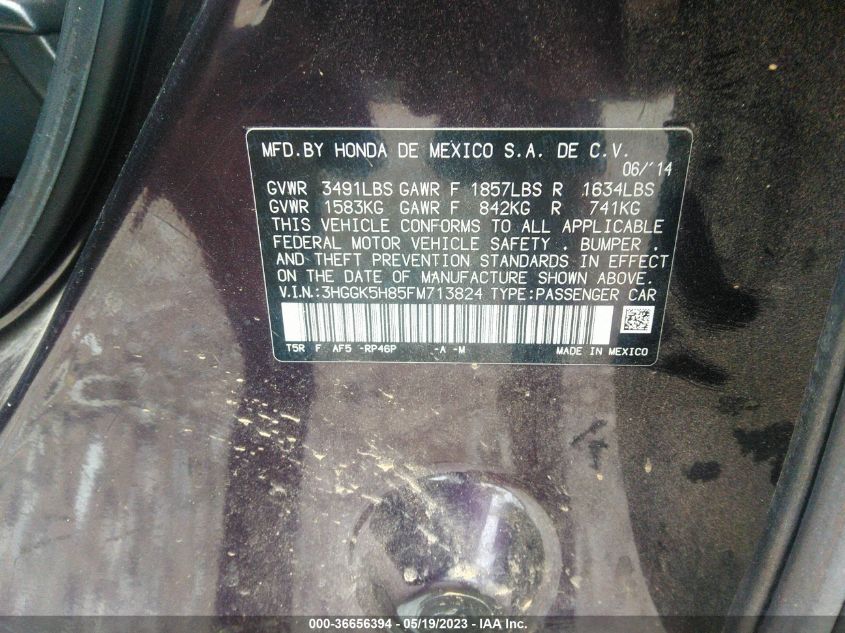 MFD.BY HONDA DE MEXICO S.A. DE C.V.
06/'14
GVWR 3491LBS GAWR F 1857LBS R 1634LBS
GVWR 1583KG GAWR F 842KG R 741KG
THIS VEHICLE CONFORMS TO ALL APPLICABLE
FEDERAL MOTOR VEHICLE SAFETY , BUMPER ,
AND THEFT PREVENTION STANDARDS IN EFFECT
ON THE DATE OF MANUFACTURE SHOWN ABOVE.
V.I.N:3HGGK5H85FM713824 TYPE:PASSENGER CAR
T5R F AF5 -RP46P -A -M MADE IN MEXICO
000-36656394 - 05/19/2023 - IAA Inc.